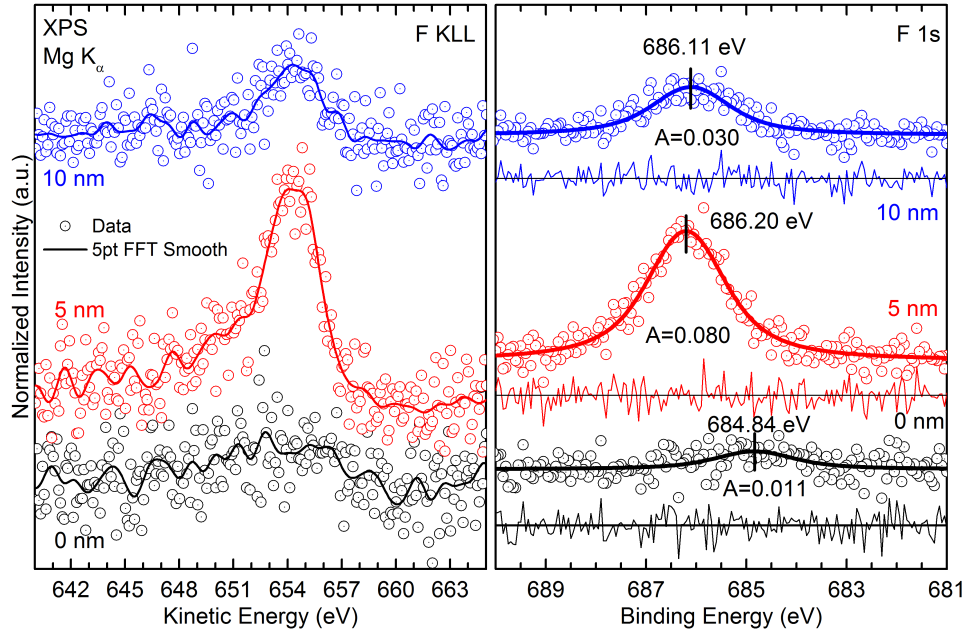 XPS
Mg Kα
F KLL
10 nm
Data
5pt FFT Smooth
5 nm
0 nm
642 645 648 651 654 657 660 663
Kinetic Energy (eV)
Normalized Intensity (a.u.)
F 1s
686.11 eV
A=0.030
10 nm
686.20 eV
5 nm
A=0.080
0 nm
684.84 eV
A=0.011
689 687 685 683 681
Binding Energy (eV)